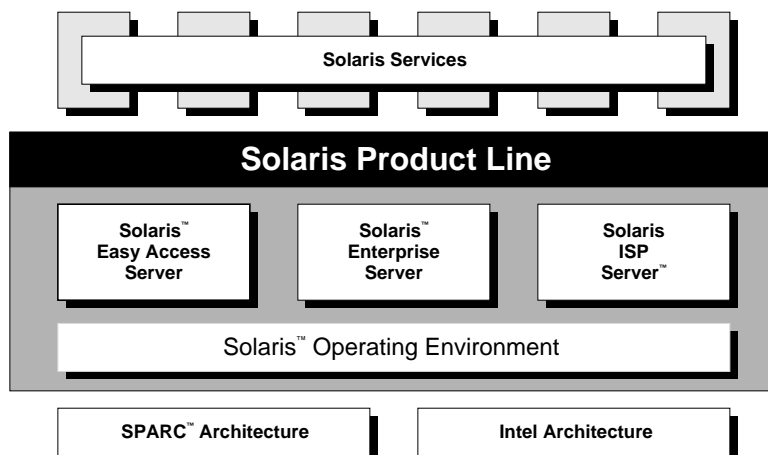 Solaris Services
Solaris Product Line
Solaris™
Easy Access
Server
Solaris™
Enterprise
Server
Solaris
ISP
Server™
Solaris™ Operating Environment
SPARC™ Architecture
Intel Architecture